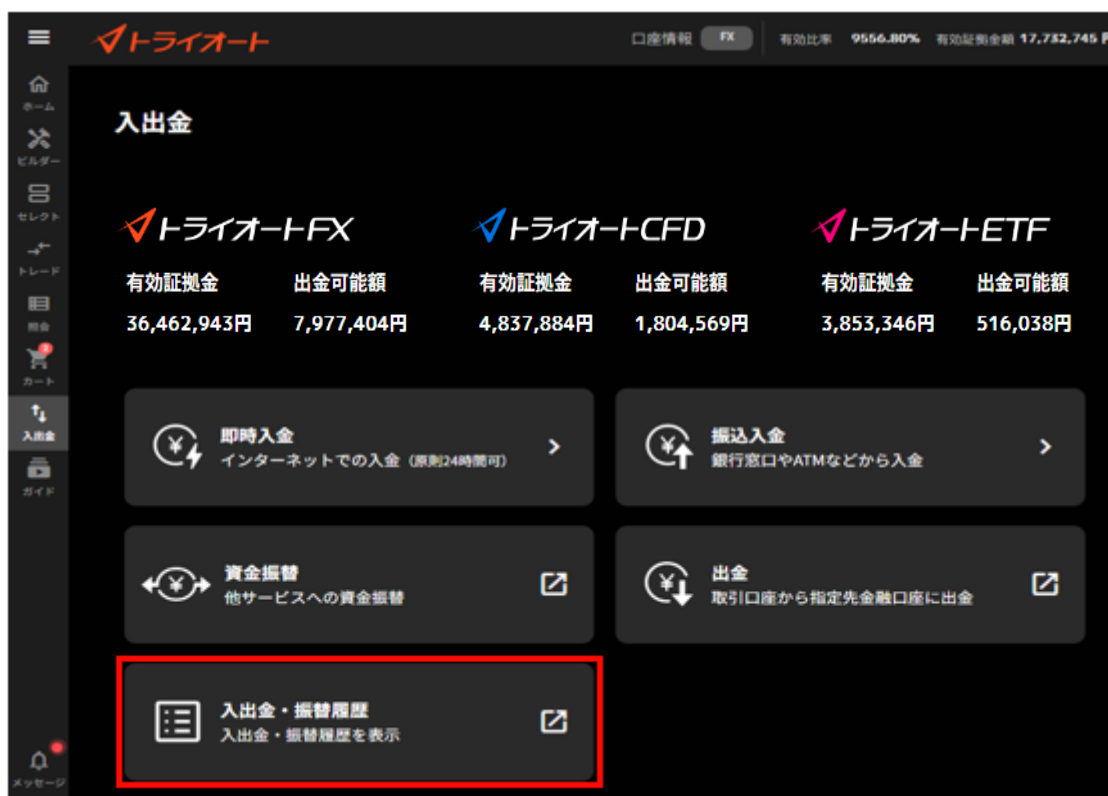 トライオート 口座情報 FX 有効比率 9556.80% 有効証拠金額 17,732,745 円
ホーム
ビルダー
セレクト
トレード
照会
2
カート
入出金
ガイド
メッセージ
入出金
トライオートFX トライオートCFD トライオートETF
有効証拠金 出金可能額 有効証拠金 出金可能額 有効証拠金 出金可能額
36,462,943円 7,977,404円 4,837,884円 1,804,569円 3,853,346円 516,038円
即時入金
インターネットでの入金（原則24時間可）
振込入金
銀行窓口やATMなどから入金
資金振替
他サービスへの資金振替
出金
取引口座から指定先金融口座に出金
入出金・振替履歴
入出金・振替履歴を表示